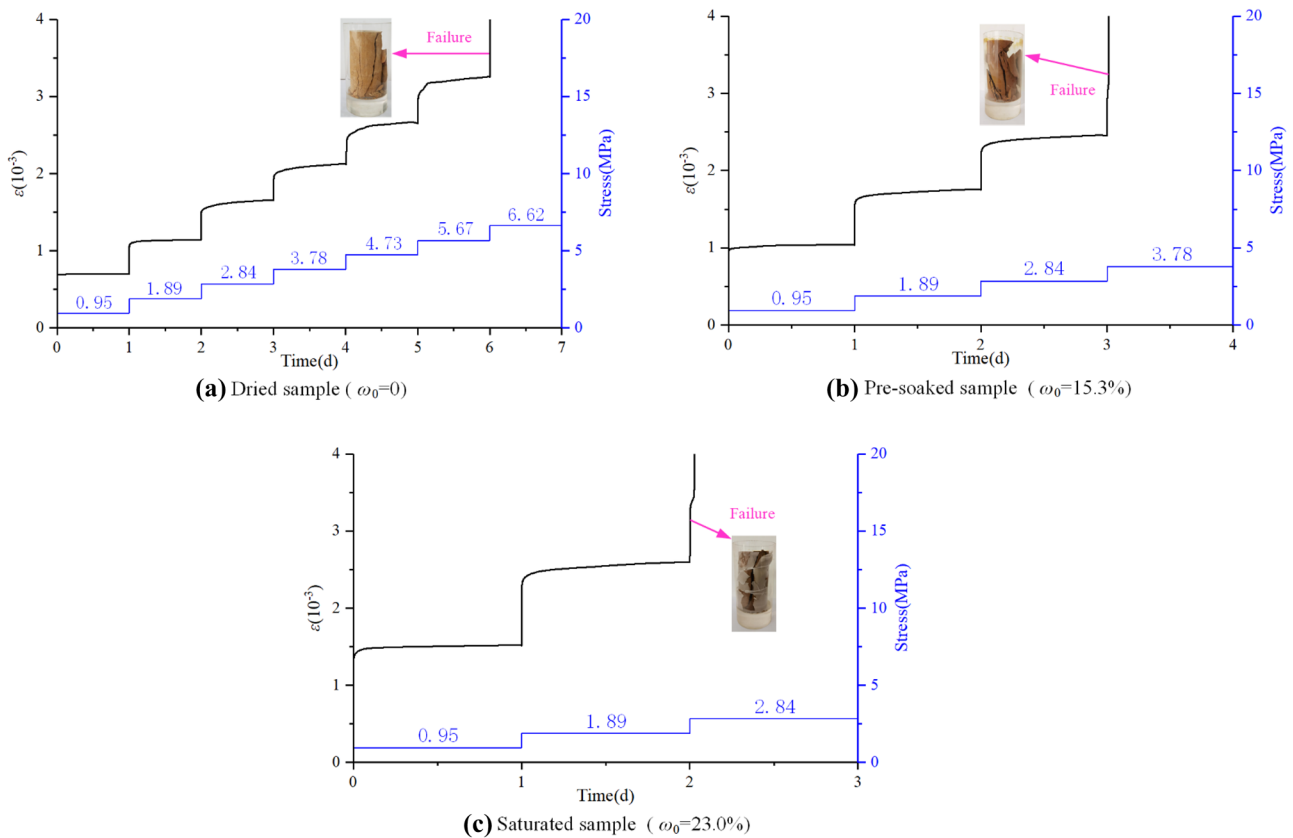 4
3
2
1
0
ε(10⁻³)
20
15
10
5
0
Stress(MPa)
Failure
0.95
1.89
2.84
3.78
4.73
5.67
6.62
0 1 2 3 4 5 6 7
Time(d)
(a) Dried sample ( ω₀=0)
4
3
2
1
0
ε(10⁻³)
20
15
10
5
0
Stress(MPa)
Failure
0.95
1.89
2.84
3.78
0 1 2 3 4
Time(d)
(b) Pre-soaked sample ( ω₀=15.3%)
4
3
2
1
0
ε(10⁻³)
20
15
10
5
0
Stress(MPa)
Failure
0.95
1.89
2.84
0 1 2 3
Time(d)
(c) Saturated sample ( ω₀=23.0%)